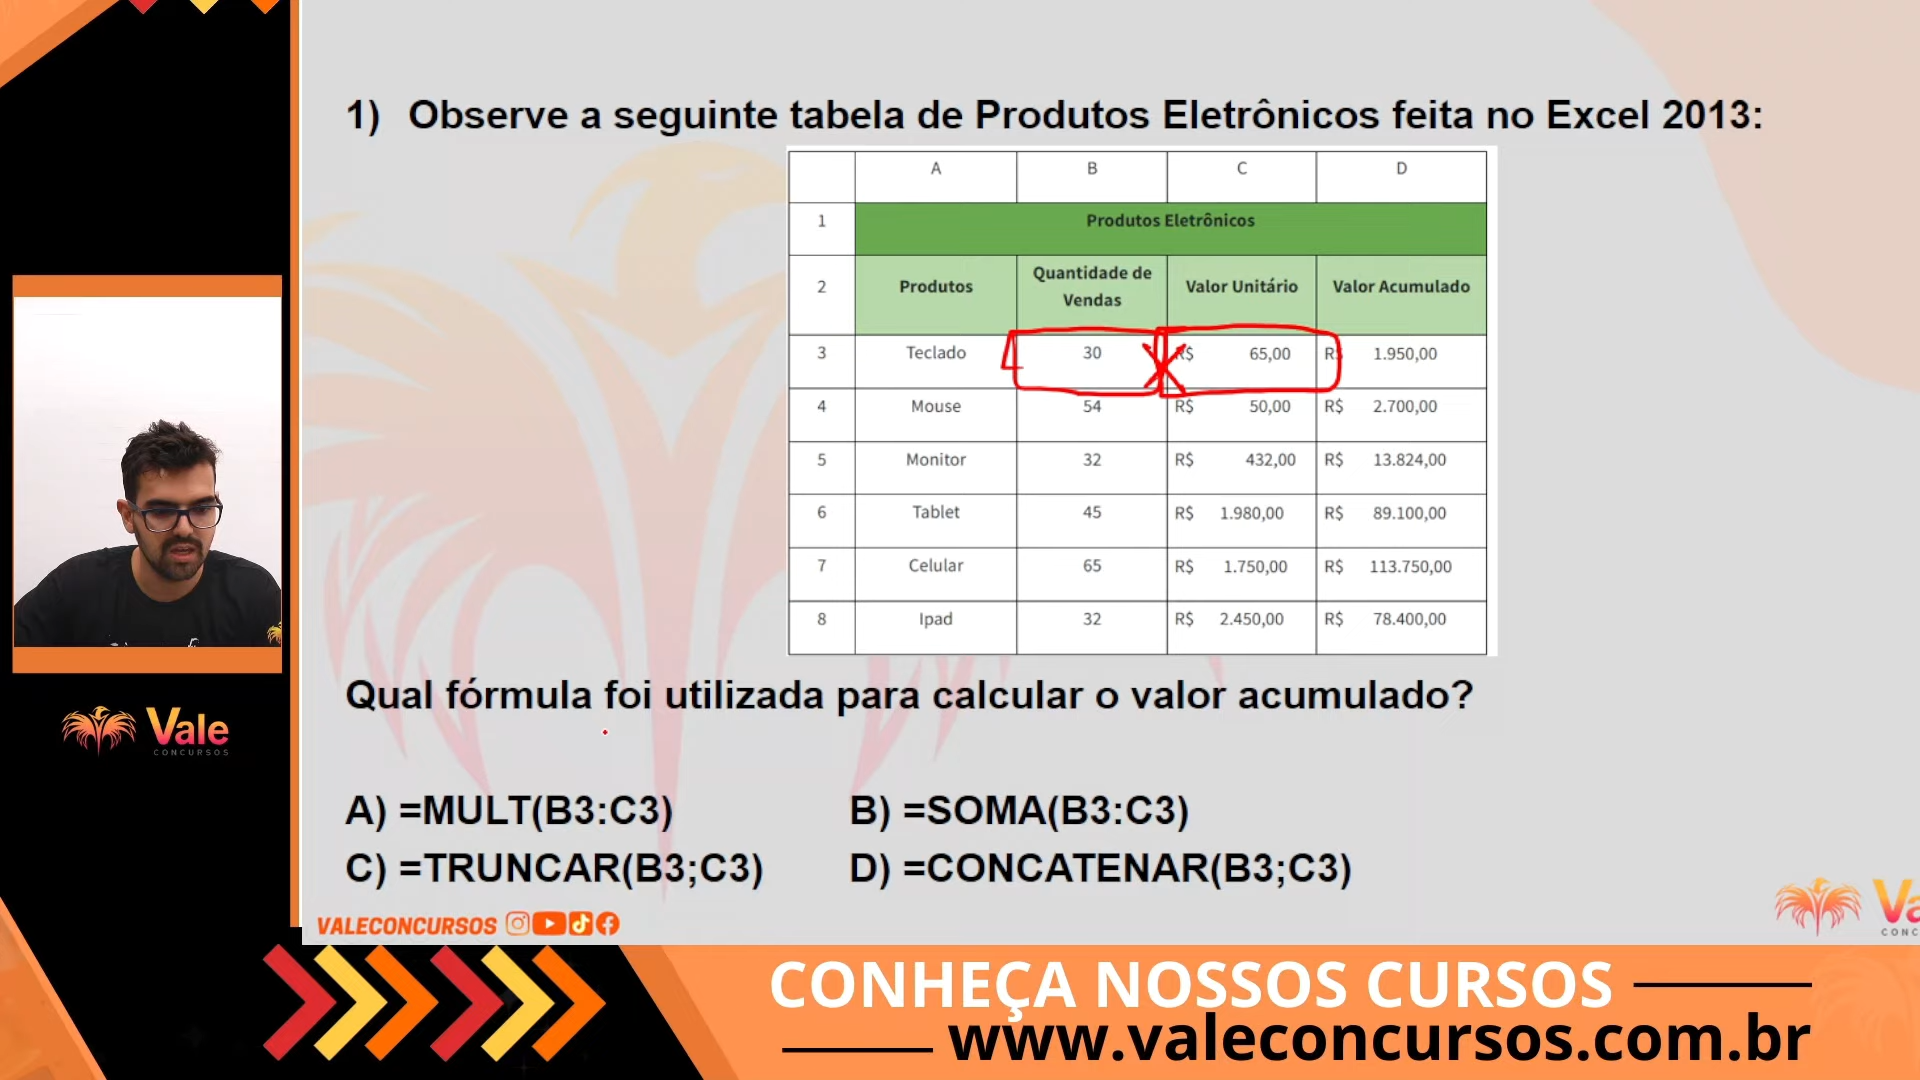 1) Observe a seguinte tabela de Produtos Eletrônicos feita no Excel 2013:
A B C D
1 Produtos Eletrônicos
2 Produtos Quantidade de Vendas Valor Unitário Valor Acumulado
3 Teclado 30 R$ 65,00 R$ 1.950,00
4 Mouse 54 R$ 50,00 R$ 2.700,00
5 Monitor 32 R$ 432,00 R$ 13.824,00
6 Tablet 45 R$ 1.980,00 R$ 89.100,00
7 Celular 65 R$ 1.750,00 R$ 113.750,00
8 Ipad 32 R$ 2.450,00 R$ 78.400,00
Qual fórmula foi utilizada para calcular o valor acumulado?
A) =MULT(B3:C3) B) =SOMA(B3:C3)
C) =TRUNCAR(B3;C3) D) =CONCATENAR(B3;C3)
Vale
CONCURSOS
VALECONCURSOS
Va
CONC
CONHEÇA NOSSOS CURSOS
www.valeconcursos.com.br